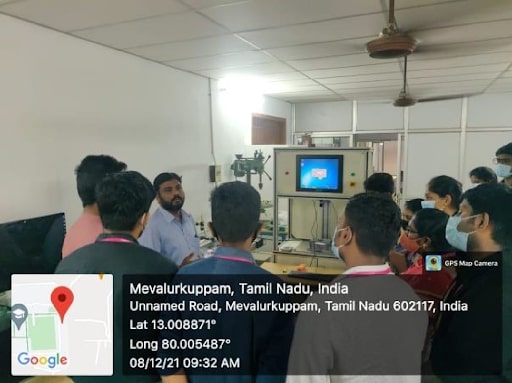 GPS Map Camera
Mevalurkuppam, Tamil Nadu, India
Unnamed Road, Mevalurkuppam, Tamil Nadu 602117, India
Lat 13.008871°
Long 80.005487°
08/12/21 09:32 AM
Google